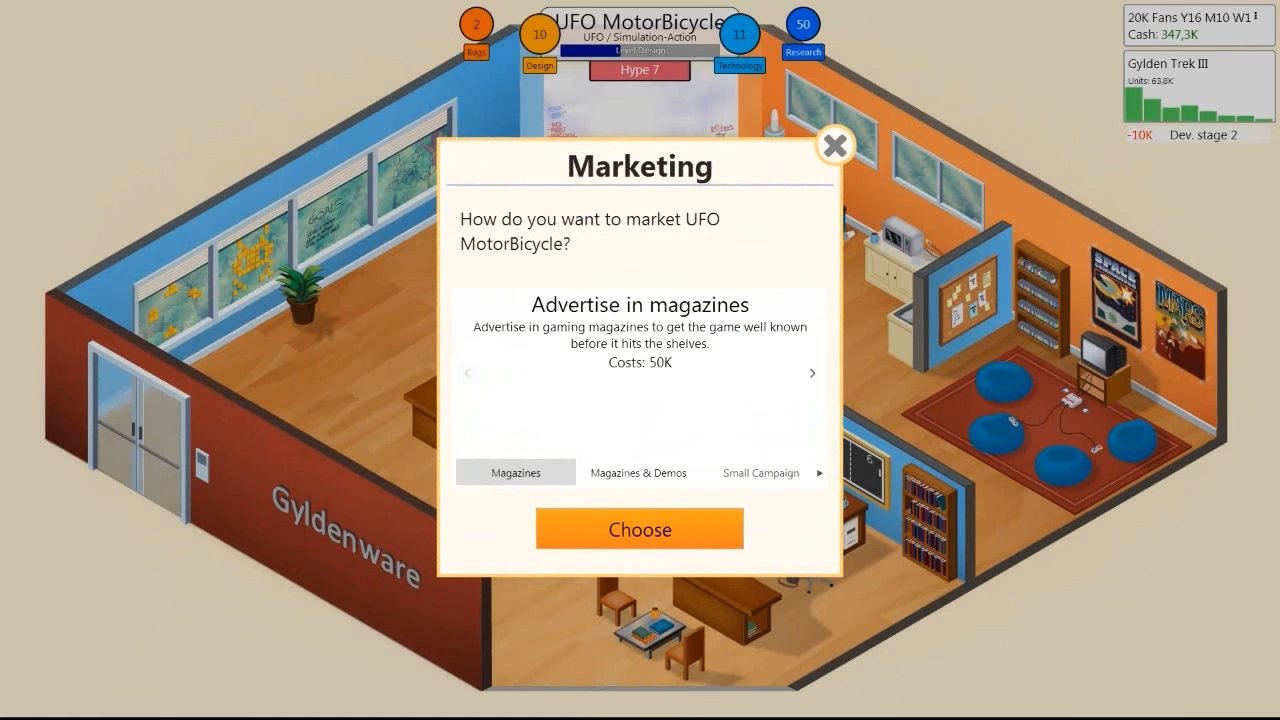 2
Bugs
10
Design
UFO MotorBicycle
UFO / Simulation-Action
Level Design
Hype 7
11
Technology
50
Research
20K Fans Y16 M10 W1
Cash: 347,3K
Gylden Trek III
Units: 63,8K
-10K Dev. stage 2
Marketing
How do you want to market UFO
MotorBicycle?
Advertise in magazines
Advertise in gaming magazines to get the game well known
before it hits the shelves.
Costs: 50K
Magazines
Magazines & Demos
Small Campaign
Choose
GOALS
SPACE
MARS
6
Gyldenware